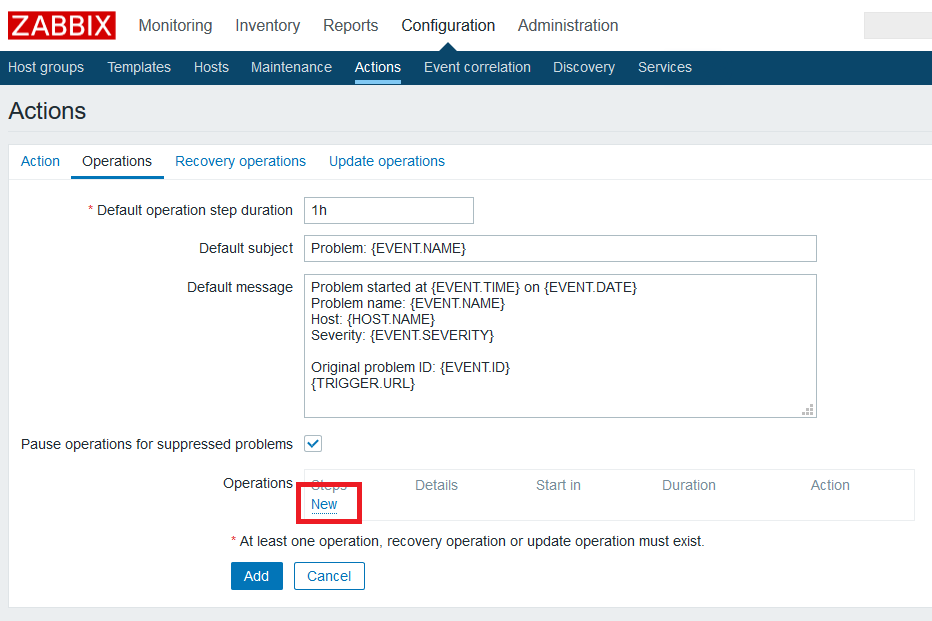 ZABBIX Monitoring Inventory Reports Configuration Administration
Host groups Templates Hosts Maintenance Actions Event correlation Discovery Services
Actions
Action Operations Recovery operations Update operations
* Default operation step duration 1h
Default subject Problem: {EVENT.NAME}
Default message Problem started at {EVENT.TIME} on {EVENT.DATE}
Problem name: {EVENT.NAME}
Host: {HOST.NAME}
Severity: {EVENT.SEVERITY}
Original problem ID: {EVENT.ID}
{TRIGGER.URL}
Pause operations for suppressed problems
Operations Steps Details Start in Duration Action
New
* At least one operation, recovery operation or update operation must exist.
Add Cancel